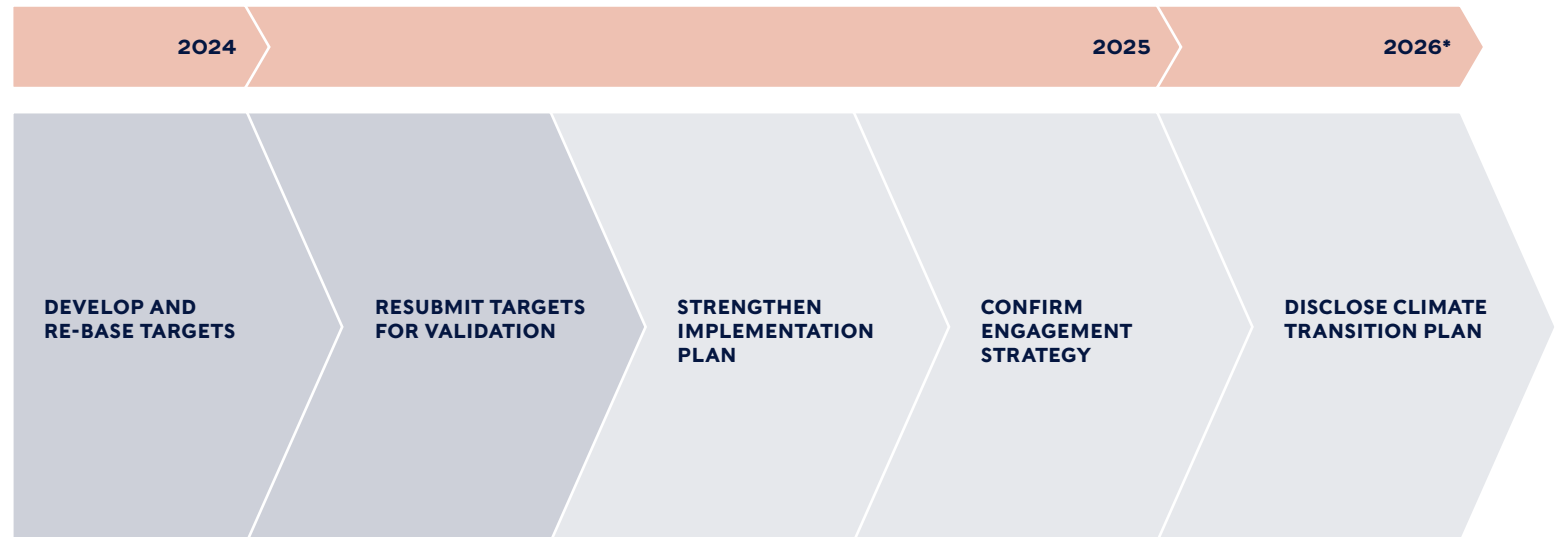 2024
2025
2026*
DEVELOP AND
RE-BASE TARGETS
RESUBMIT TARGETS
FOR VALIDATION
STRENGTHEN
IMPLEMENTATION
PLAN
CONFIRM
ENGAGEMENT
STRATEGY
DISCLOSE CLIMATE
TRANSITION PLAN